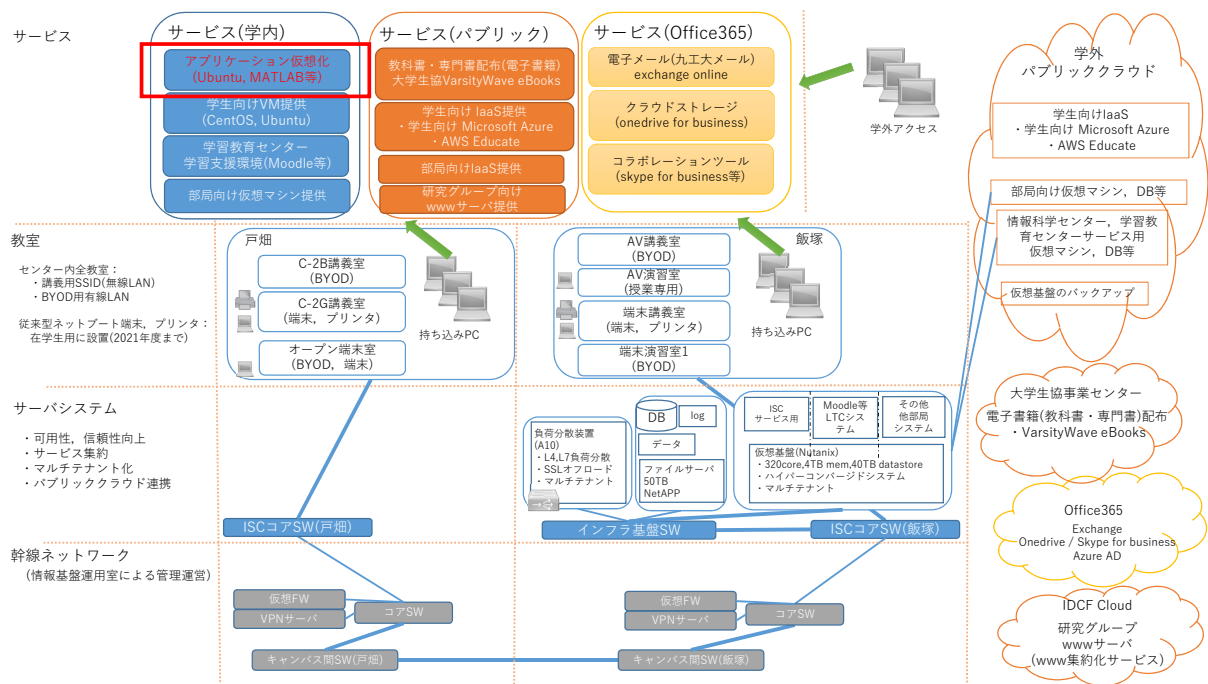 サービス
サービス(学内)
アプリケーション仮想化
(Ubuntu, MATLAB等)
学生向けVM提供
(CentOS, Ubuntu)
学習教育センター
学習支援環境(Moodle等)
部局向け仮想マシン提供
サービス(パブリック)
教科書・専門書配布(電子書籍)
大学生協VarsityWave eBooks
学生向け IaaS提供
・学生向け Microsoft Azure
・AWS Educate
部局向けIaaS提供
研究グループ向け
wwwサーバ提供
サービス(Office365)
電子メール(九工大メール)
exchange online
クラウドストレージ
(onedrive for business)
コラボレーションツール
(skype for business等)
学外アクセス
学外
パブリッククラウド
学生向けIaaS
・学生向け Microsoft Azure
・AWS Educate
部局向け仮想マシン，DB等
情報科学センター，学習教
育センターサービス用
仮想マシン，DB等
仮想基盤のバックアップ
教室
センター内全教室：
・講義用SSID(無線LAN)
・BYOD用有線LAN
従来型ネットブート端末，プリンタ：
在学生用に設置(2021年度まで)
戸畑
C-2B講義室
(BYOD)
C-2G講義室
(端末，プリンタ)
オープン端末室
(BYOD，端末)
持ち込みPC
飯塚
AV講義室
(BYOD)
AV演習室
(授業専用)
端末講義室
(端末，プリンタ)
端末演習室1
(BYOD)
持ち込みPC
大学生協事業センター
電子書籍(教科書・専門書)配布
・VarsityWave eBooks
サーバシステム
・可用性，信頼性向上
・サービス集約
・マルチテナント化
・パブリッククラウド連携
負荷分散装置
(A10)
・L4,L7負荷分散
・SSLオフロード
・マルチテナント
DB
log
データ
ファイルサーバ
50TB
NetAPP
ISC
サービス用
Moodle等
LTCシス
テム
その他
他部局
システム
仮想基盤(Nutanix)
・320core,4TB mem,40TB datastore
・ハイパーコンバージドシステム
・マルチテナント
ISCコアSW(戸畑)
インフラ基盤SW
ISCコアSW(飯塚)
Office365
Exchange
Onedrive / Skype for business
Azure AD
幹線ネットワーク
(情報基盤運用室による管理運営)
仮想FW
VPNサーバ
コアSW
キャンパス間SW(戸畑)
仮想FW
VPNサーバ
コアSW
キャンパス間SW(飯塚)
IDCF Cloud
研究グループ
wwwサーバ
(www集約化サービス)